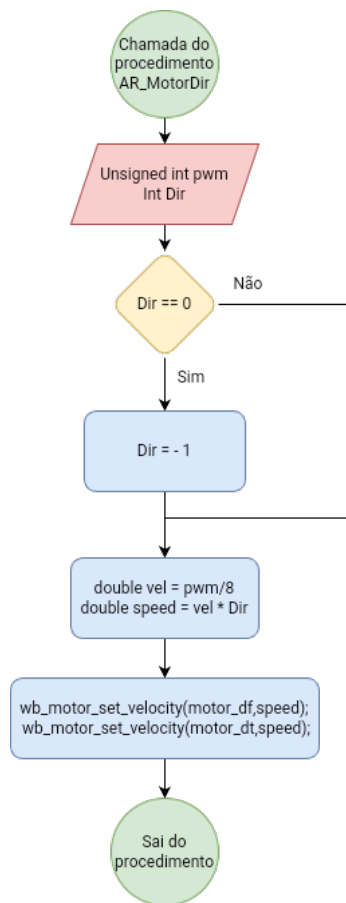 Chamada do
procedimento
AR_MotorDir
Unsigned int pwm
Int Dir
Dir == 0
Não
Sim
Dir = - 1
double vel = pwm/8
double speed = vel * Dir
wb_motor_set_velocity(motor_df,speed);
wb_motor_set_velocity(motor_dt,speed);
Sai do
procedimento